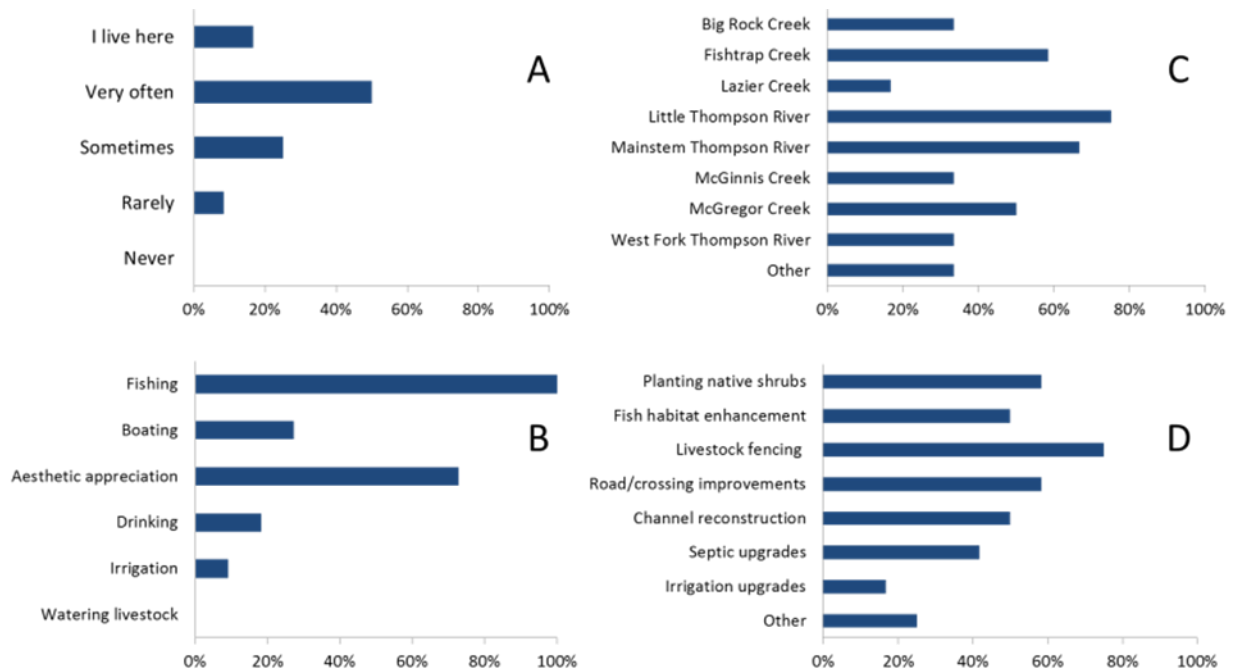 I live here
Very often
Sometimes
Rarely
Never
0% 20% 40% 60% 80% 100%
A
Big Rock Creek
Fishtrap Creek
Lazier Creek
Little Thompson River
Mainstem Thompson River
McGinnis Creek
McGregor Creek
West Fork Thompson River
Other
0% 20% 40% 60% 80% 100%
C
Fishing
Boating
Aesthetic appreciation
Drinking
Irrigation
Watering livestock
0% 20% 40% 60% 80% 100%
B
Planting native shrubs
Fish habitat enhancement
Livestock fencing
Road/crossing improvements
Channel reconstruction
Septic upgrades
Irrigation upgrades
Other
0% 20% 40% 60% 80% 100%
D